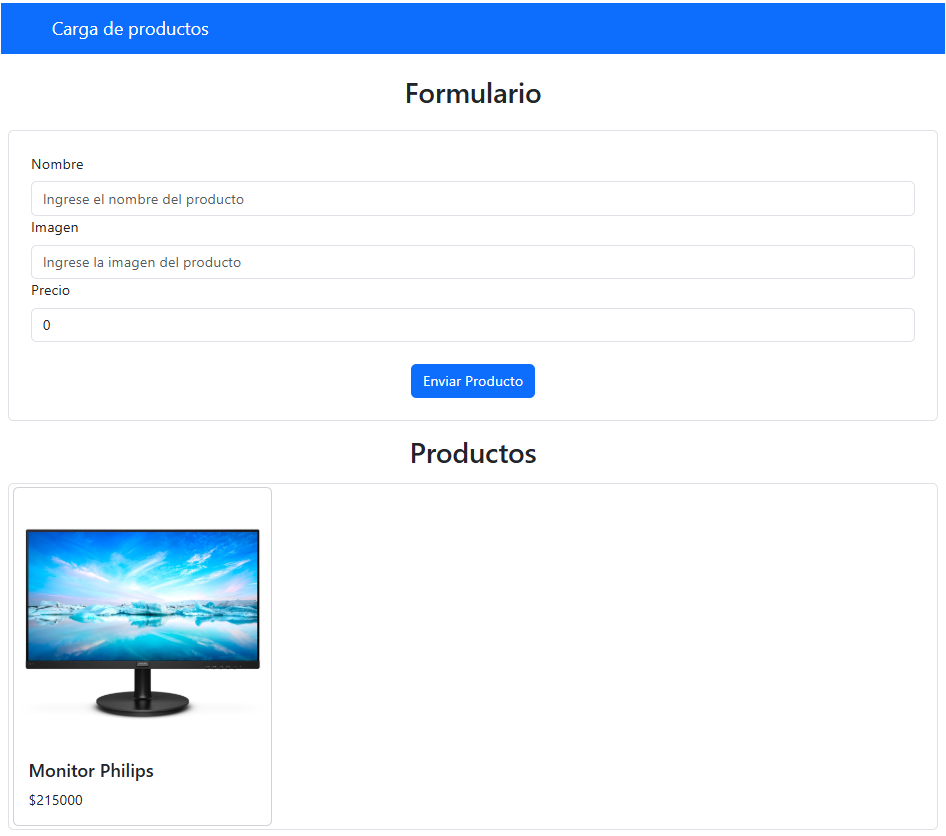 Carga de productos
Formulario
Nombre
Ingrese el nombre del producto
Imagen
Ingrese la imagen del producto
Precio
0
Enviar Producto
Productos
Monitor Philips
$215000